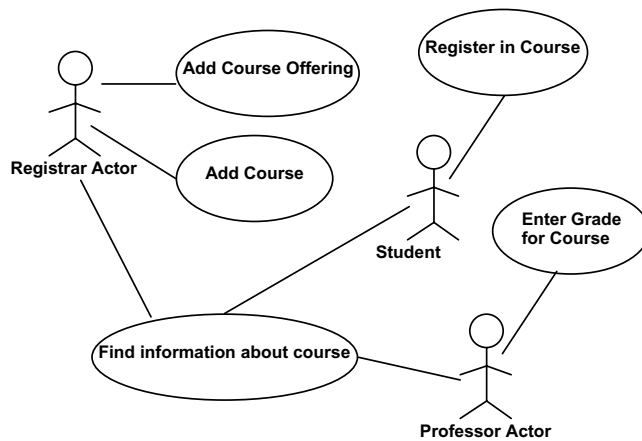 Register in Course
Add Course Offering
Registrar Actor
Add Course
Enter Grade
for Course
Student
Find information about course
Professor Actor